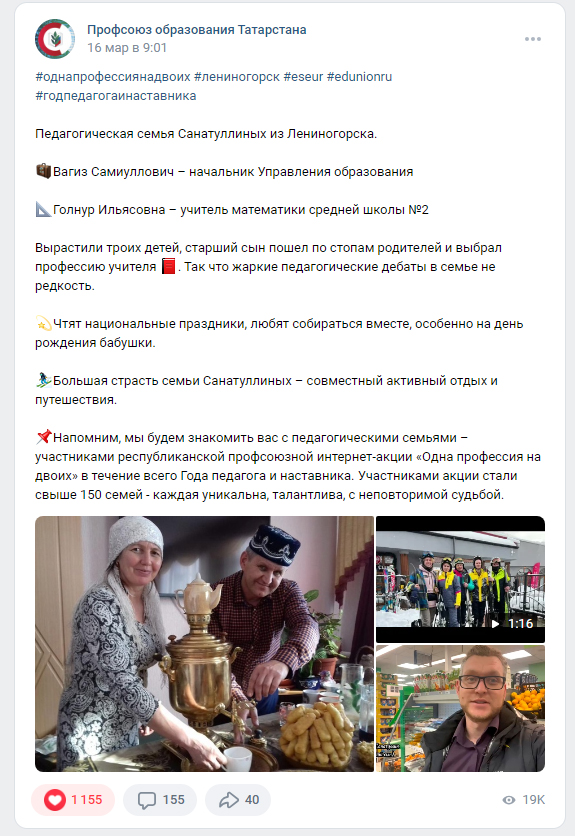 Профсоюз образования Татарстана
16 мар в 9:01
#однапрофессиянадвоих #лениногорск #eseur #edunionru
#годпедагогаинаставника
Педагогическая семья Санатуллиных из Лениногорска.
Вагиз Самиуллович – начальник Управления образования
Голнур Ильясовна – учитель математики средней школы №2
Вырастили троих детей, старший сын пошел по стопам родителей и выбрал
профессию учителя 📕. Так что жаркие педагогические дебаты в семье не
редкость.
Чтят национальные праздники, любят собираться вместе, особенно на день
рождения бабушки.
Большая страсть семьи Санатуллиных – совместный активный отдых и
путешествия.
Напомним, мы будем знакомить вас с педагогическими семьями –
участниками республиканской профсоюзной интернет-акции «Одна профессия на
двоих» в течение всего Года педагога и наставника. Участниками акции стали
свыше 150 семей - каждая уникальна, талантлива, с неповторимой судьбой.
1:16
1 155
155
40
19K